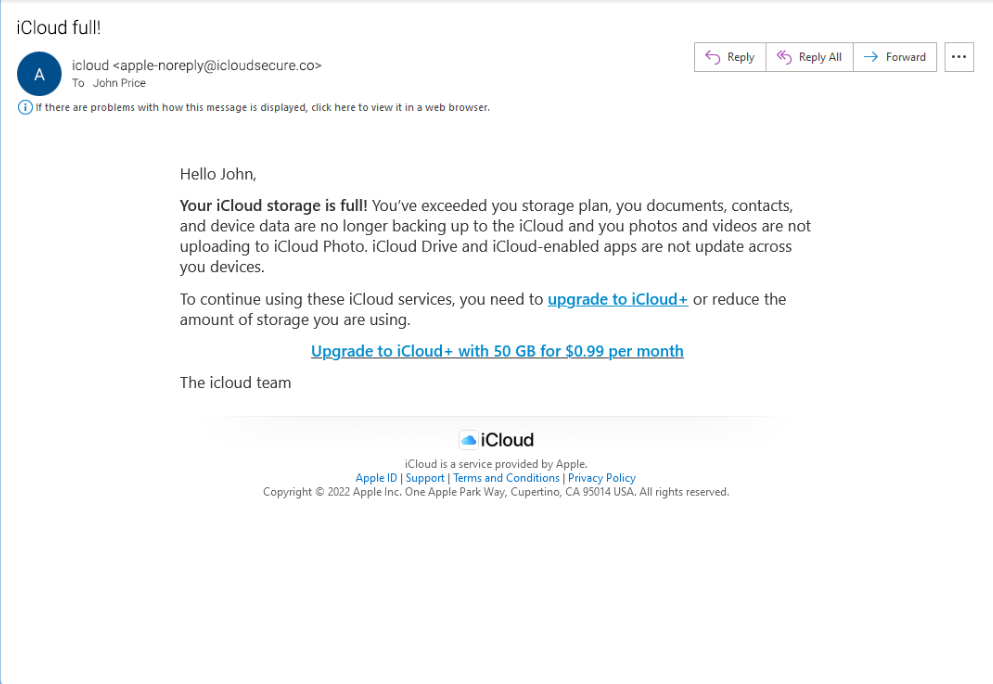 iCloud full!
A
icloud <apple-noreply@icloudsecure.co>
To John Price
Reply
Reply All
Forward
...
i If there are problems with how this message is displayed, click here to view it in a web browser.
Hello John,
Your iCloud storage is full! You've exceeded you storage plan, you documents, contacts,
and device data are no longer backing up to the iCloud and you photos and videos are not
uploading to iCloud Photo. iCloud Drive and iCloud-enabled apps are not update across
you devices.
To continue using these iCloud services, you need to upgrade to iCloud+ or reduce the
amount of storage you are using.
Upgrade to iCloud+ with 50 GB for $0.99 per month
The icloud team
iCloud
iCloud is a service provided by Apple.
Apple ID | Support | Terms and Conditions | Privacy Policy
Copyright © 2022 Apple Inc. One Apple Park Way, Cupertino, CA 95014 USA. All rights reserved.